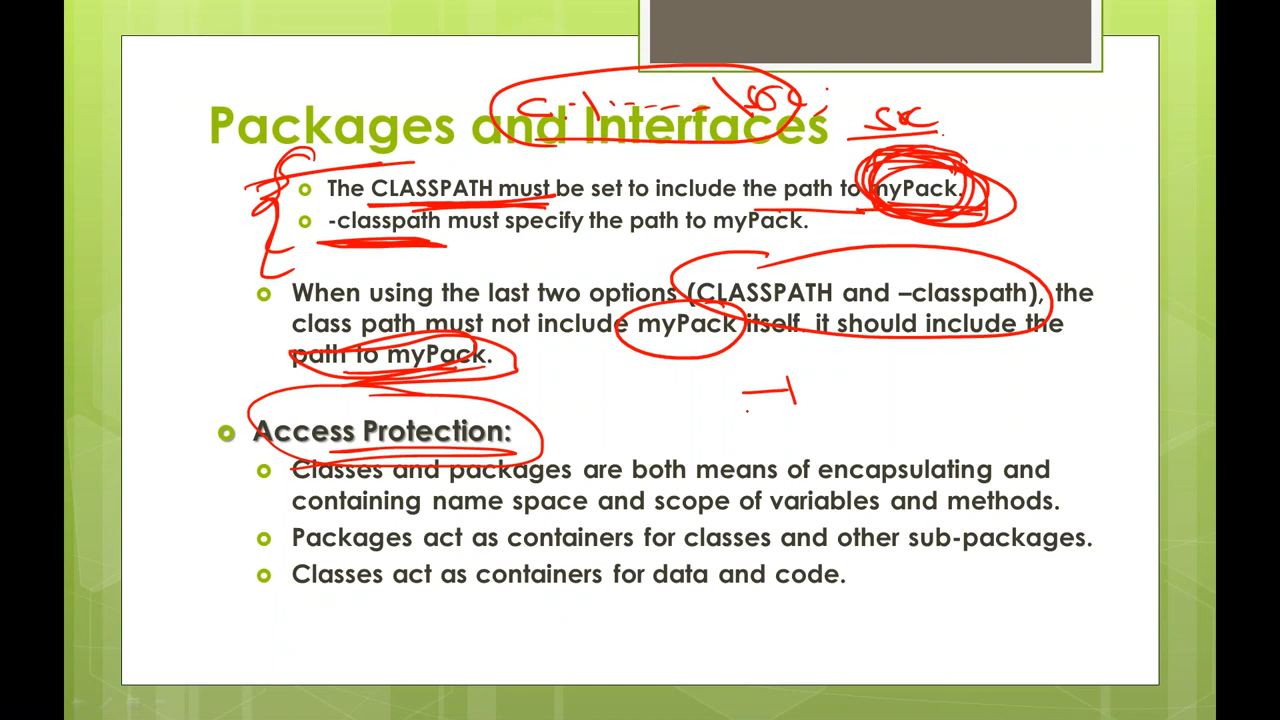 Packages and Interfaces
The CLASSPATH must be set to include the path to myPack.
-classpath must specify the path to myPack.
When using the last two options (CLASSPATH and –classpath), the
class path must not include myPack itself. it should include the
path to myPack.
Access Protection:
Classes and packages are both means of encapsulating and
containing name space and scope of variables and methods.
Packages act as containers for classes and other sub-packages.
Classes act as containers for data and code.